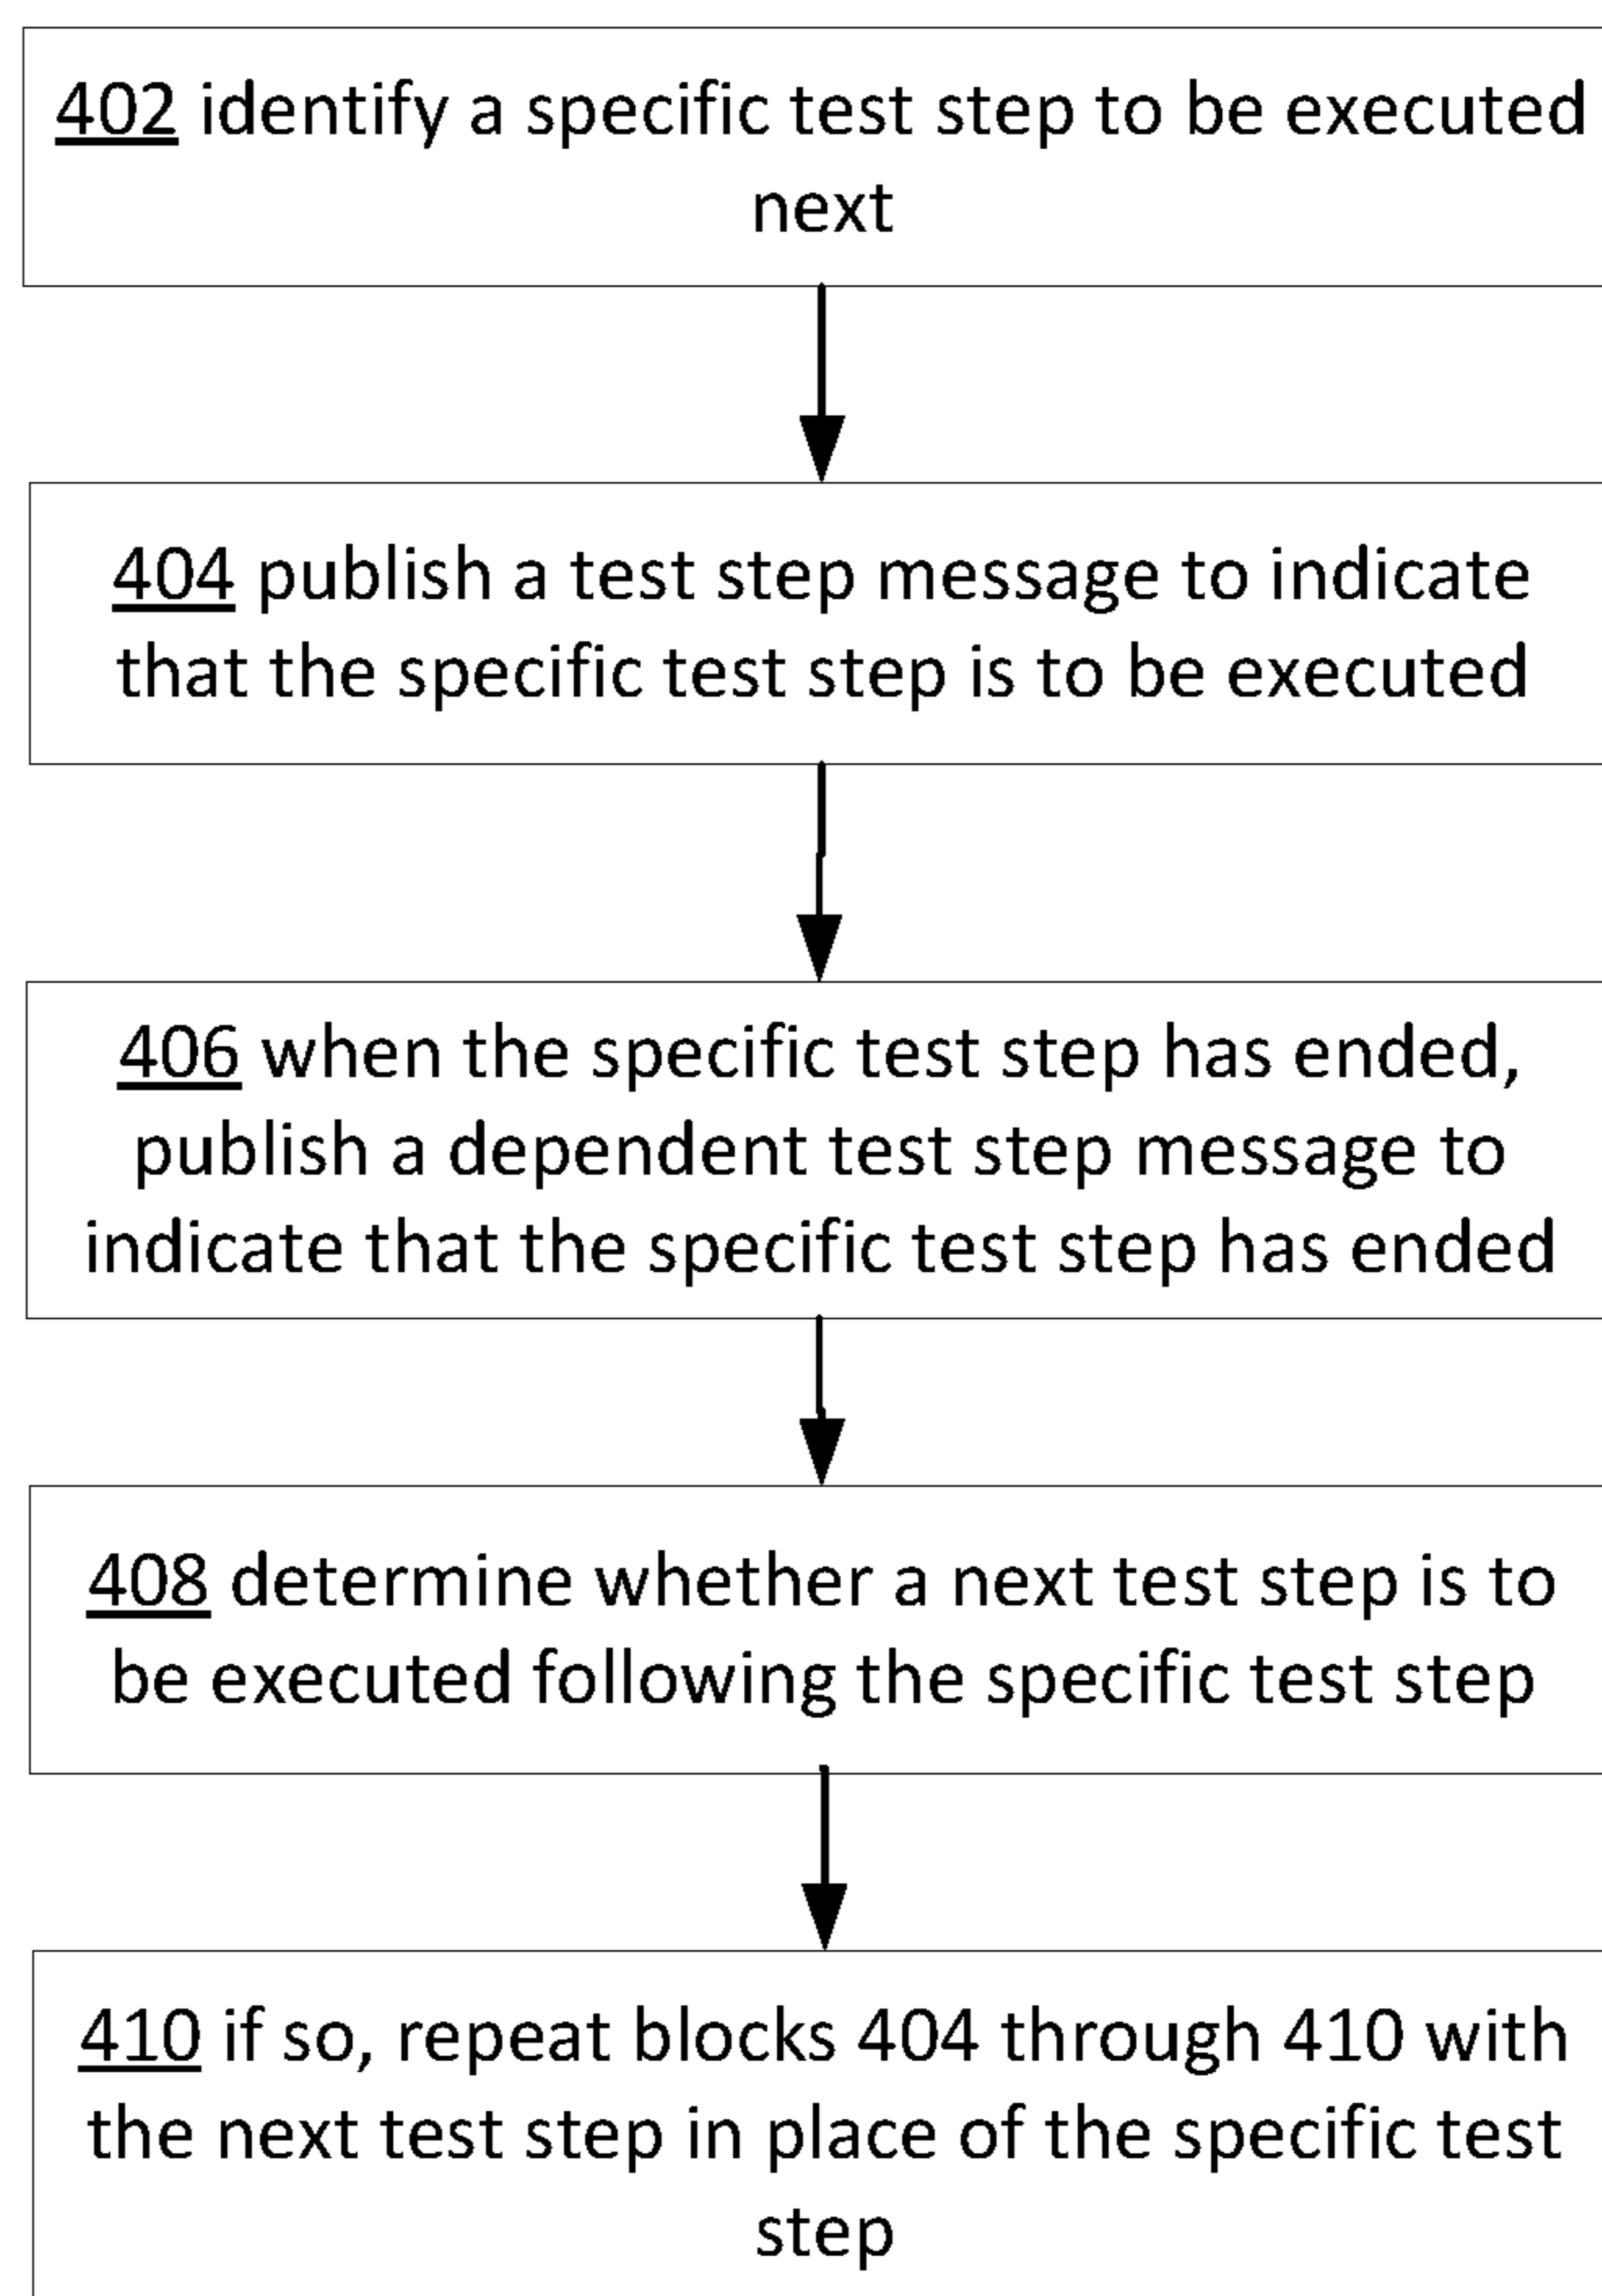 402 identify a specific test step to be executed
next
404 publish a test step message to indicate
that the specific test step is to be executed
406 when the specific test step has ended,
publish a dependent test step message to
indicate that the specific test step has ended
408 determine whether a next test step is to
be executed following the specific test step
410 if so, repeat blocks 404 through 410 with
the next test step in place of the specific test
step